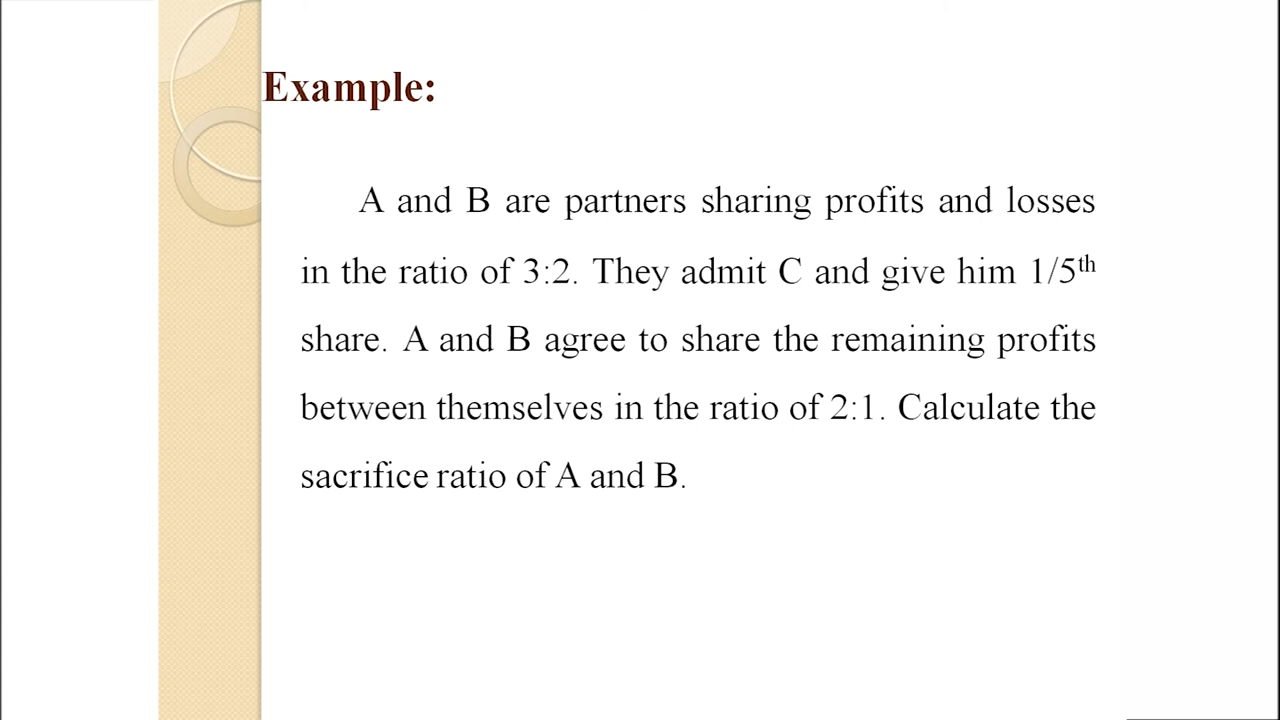 Example:
A and B are partners sharing profits and losses
in the ratio of 3:2. They admit C and give him 1/5th
share. A and B agree to share the remaining profits
between themselves in the ratio of 2:1. Calculate the
sacrifice ratio of A and B.